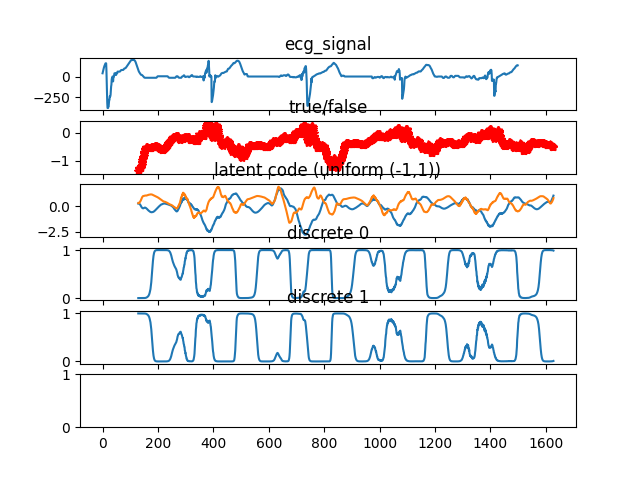 ecg_signal
0
−250
true/false
0
−1
latent code (uniform (-1,1))
0.0
−2.5
discrete 0
1
0
discrete 1
1
0
1
0
0 200 400 600 800 1000 1200 1400 1600